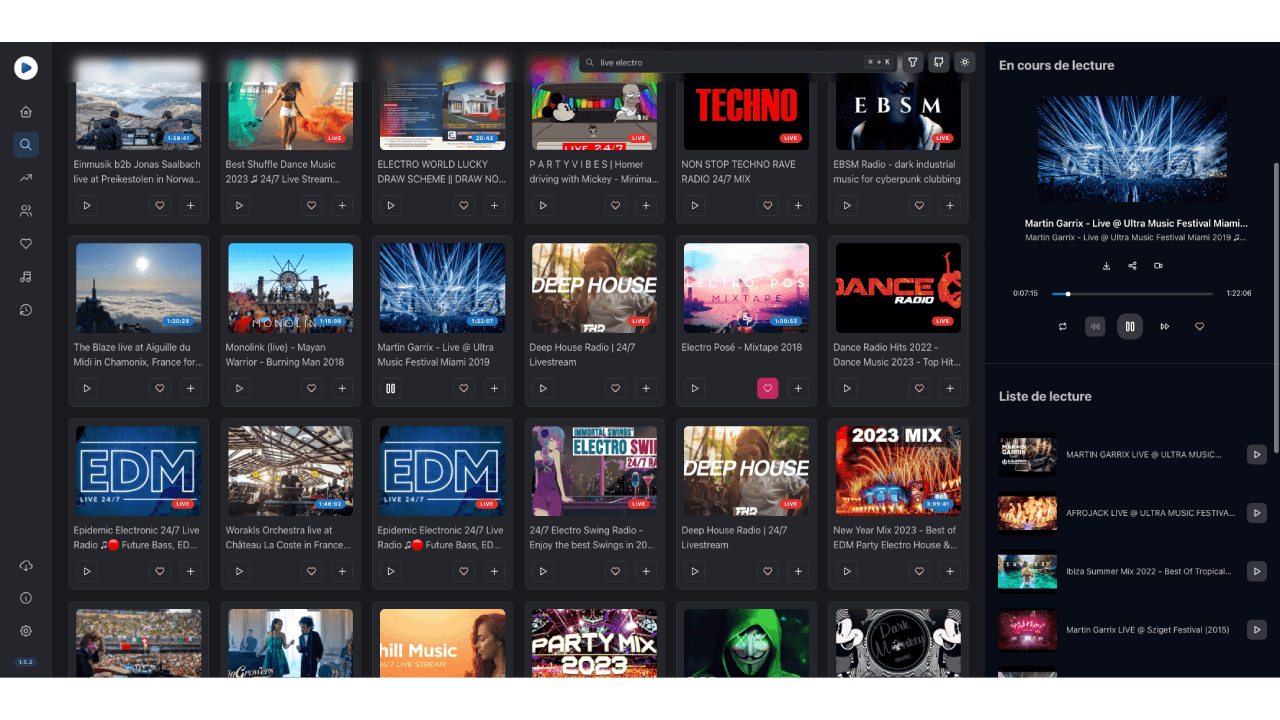 live electro
⌘ + K
1:38:41
LIVE
20:43
LIVE 24/7
LIVE
TECHNO
LIVE
EBSM
LIVE
Einmusik b2b Jonas Saalbach
live at Preikestolen in Norwa...
Best Shuffle Dance Music
2023 ♫ 24/7 Live Stream...
ELECTRO WORLD LUCKY
DRAW SCHEME || DRAW NO...
P A R T Y V I B E S | Homer
driving with Mickey - Minima...
NON STOP TECHNO RAVE
RADIO 24/7 MIX
EBSM Radio - dark industrial
music for cyberpunk clubbing
1:20:28
MONOLINK
1:15:08
1:22:07
DEEP HOUSE
LIVE
FHD
ELECTRO POSÉ
MIXTAPE
EP
1:00:53
DANCE
RADIO
LIVE
The Blaze live at Aiguille du
Midi in Chamonix, France for...
Monolink (live) - Mayan
Warrior - Burning Man 2018
Martin Garrix - Live @ Ultra
Music Festival Miami 2019
Deep House Radio | 24/7
Livestream
Electro Posé - Mixtape 2018
Dance Radio Hits 2022 -
Dance Music 2023 - Top Hit...
EDM
LIVE 24/7
LIVE
1:46:02
EDM
LIVE 24/7
LIVE
IMMORTAL SWINGS'
ELECTRO SWI
24/7 RA
LIVE
DEEP HOUSE
LIVE
FHD
2023 MIX
3:09:41
Epidemic Electronic 24/7 Live
Radio ♫🔴 Future Bass, ED...
Worakls Orchestra live at
Château La Coste in France...
Epidemic Electronic 24/7 Live
Radio ♫🔴 Future Bass, ED...
24/7 Electro Swing Radio -
Enjoy the best Swings in 20...
Deep House Radio | 24/7
Livestream
New Year Mix 2023 - Best of
EDM Party Electro House &...
inGrowers
hill Music
4/7 LIVE STREAM
PARTY MIX
2023
Dark
Monkey
1.5.2
En cours de lecture
Martin Garrix - Live @ Ultra Music Festival Miami...
Martin Garrix - Live @ Ultra Music Festival Miami 2019 ♫...
0:07:15
1:22:06
Liste de lecture
MARTIN
GARRIX
MARTIN GARRIX LIVE @ ULTRA MUSIC...
AFROJACK LIVE @ ULTRA MUSIC FESTIVA...
SUMMER
Ibiza Summer Mix 2022 - Best Of Tropical...
Martin Garrix LIVE @ Sziget Festival (2015)